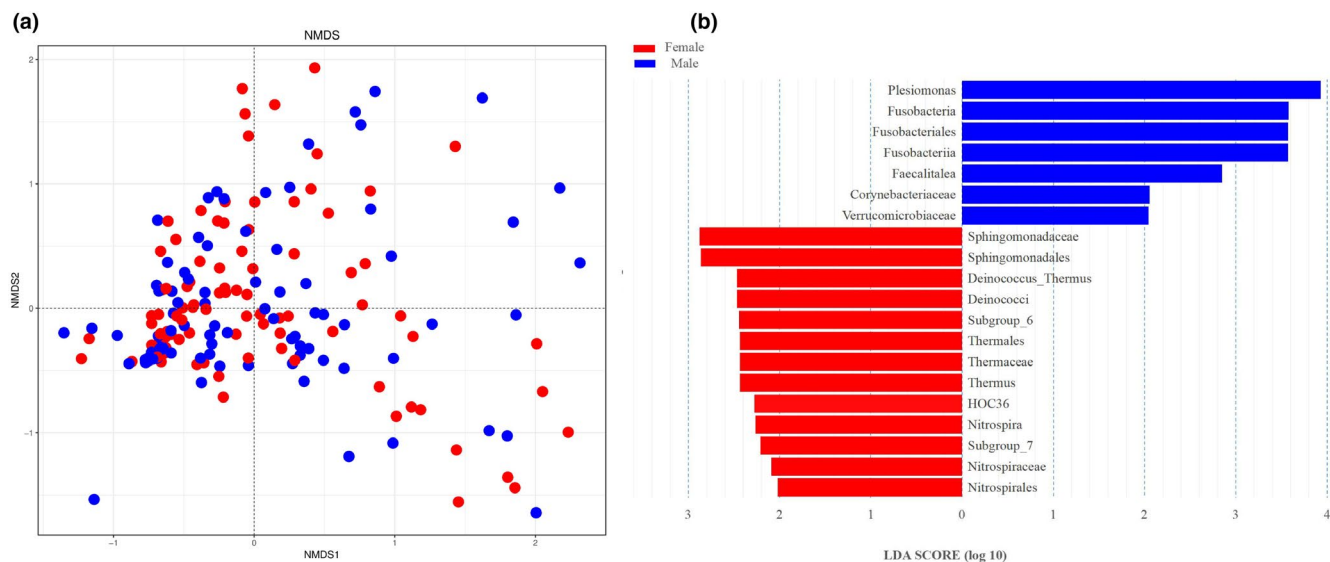 (a)
NMDS
2
1
0
−1
NMDS2
−1
0
1
2
NMDS1
(b)
Female
Male
Plesiomonas
Fusobacteria
Fusobacteriales
Fusobacteriia
Faecalitalea
Corynebacteriaceae
Verrucomicrobiaceae
Sphingomonadaceae
Sphingomonadales
Deinococcus_Thermus
Deinococci
Subgroup_6
Thermales
Thermaceae
Thermus
HOC36
Nitrospira
Subgroup_7
Nitrospiraceae
Nitrospirales
3 2 1 0 1 2 3 4
LDA SCORE (log 10)